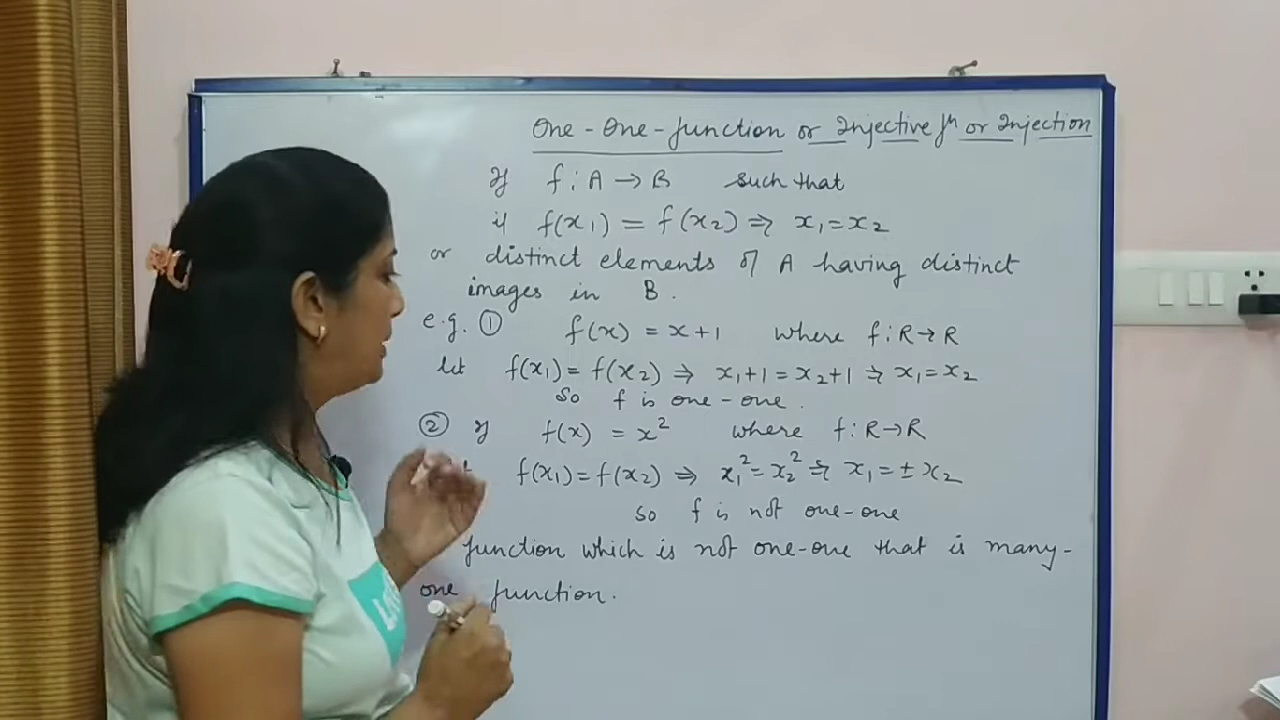 One-One-function or Injective fⁿ or Injection
If f : A → B such that
if f(x₁) = f(x₂) ⇒ x₁ = x₂
or distinct elements of A having distinct
images in B.
e.g. ① f(x) = x+1 where f: R → R
let f(x₁) = f(x₂) ⇒ x₁+1 = x₂+1 ⇒ x₁ = x₂
So f is one-one.
② If f(x) = x² where f: R → R
f(x₁) = f(x₂) ⇒ x₁² = x₂² ⇒ x₁ = ± x₂
so f is not one-one
function which is not one-one that is many-
one function.